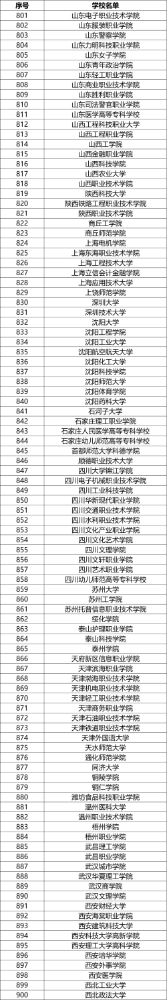 序号 学校名单
801 山东电子职业技术学院
802 山东服装职业学院
803 山东警察学院
804 山东力明科技职业学院
805 山东女子学院
806 山东青年政治学院
807 山东轻工职业学院
808 山东商业职业技术学院
809 山东胜利职业学院
810 山东司法警官职业学院
811 山东医学高等专科学校
812 山西工程科技职业大学
813 山西工程职业学院
814 山西工学院
815 山西金融职业学院
816 山西科技学院
817 山西农业大学
818 山西职业技术学院
819 陕西科技大学
820 陕西铁路工程职业技术学院
821 陕西职业技术学院
822 商丘工学院
823 商丘师范学院
824 上海电机学院
825 上海东海职业技术学院
826 上海工程技术大学
827 上海立信会计金融学院
828 上海应用技术大学
829 上饶师范学院
830 深圳大学
831 深圳技术大学
832 沈阳大学
833 沈阳工程学院
834 沈阳工业大学
835 沈阳航空航天大学
836 沈阳化工大学
837 沈阳科技学院
838 沈阳师范大学
839 沈阳体育学院
840 沈阳药科大学
841 石河子大学
842 石家庄理工职业学院
843 石家庄人民医学高等专科学校
844 石家庄幼儿师范高等专科学校
845 首都师范大学科德学院
846 顺德职业技术大学
847 四川大学锦江学院
848 四川电子机械职业技术学院
849 四川工业科技学院
850 四川华新现代职业学院
851 四川交通职业技术学院
852 四川水利职业技术学院
853 四川文化产业职业学院
854 四川文化艺术学院
855 四川文理学院
856 四川文轩职业学院
857 四川艺术职业学院
858 四川幼儿师范高等专科学校
859 苏州大学
860 苏州工学院
861 苏州托普信息职业技术学院
862 绥化学院
863 泰山护理职业学院
864 泰山科技学院
865 泰州学院
866 天府新区信息职业学院
867 天津滨海职业学院
868 天津渤海职业技术学院
869 天津机电职业技术学院
870 天津轻工职业技术学院
871 天津商务职业学院
872 天津石油职业技术学院
873 天津铁道职业技术学院
874 天津外国语大学
875 天水师范大学
876 通化师范学院
877 同济大学
878 铜陵学院
879 铜仁学院
880 潍坊食品科技职业学院
881 温州医科大学
882 温州职业技术学院
883 梧州学院
884 梧州职业学院
885 武昌理工学院
886 武昌职业学院
887 武汉城市学院
888 武汉华夏理工学院
889 武汉商学院
890 武汉文理学院
891 西安财经大学
892 西安海棠职业学院
893 西安建筑科技大学
894 西安科技大学高新学院
895 西安理工大学高科学院
896 西安培华学院
897 西安外事学院
898 西安医学院
899 西北工业大学
900 西北政法大学